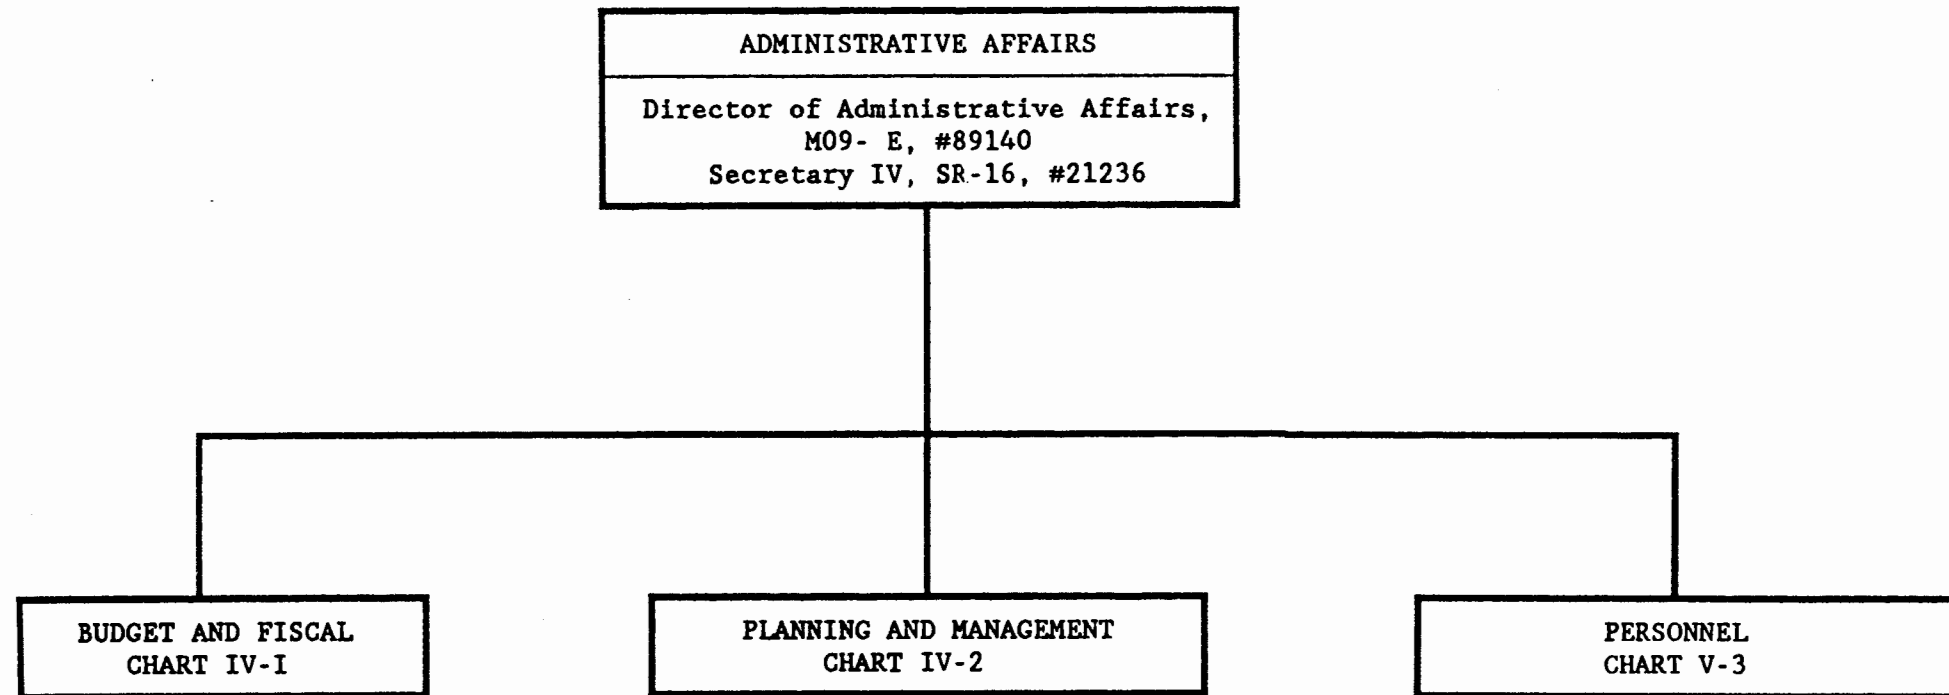 ADMINISTRATIVE AFFAIRS
Director of Administrative Affairs,
M09- E, #89140
Secretary IV, SR-16, #21236
BUDGET AND FISCAL
CHART IV-I
PLANNING AND MANAGEMENT
CHART IV-2
PERSONNEL
CHART V-3